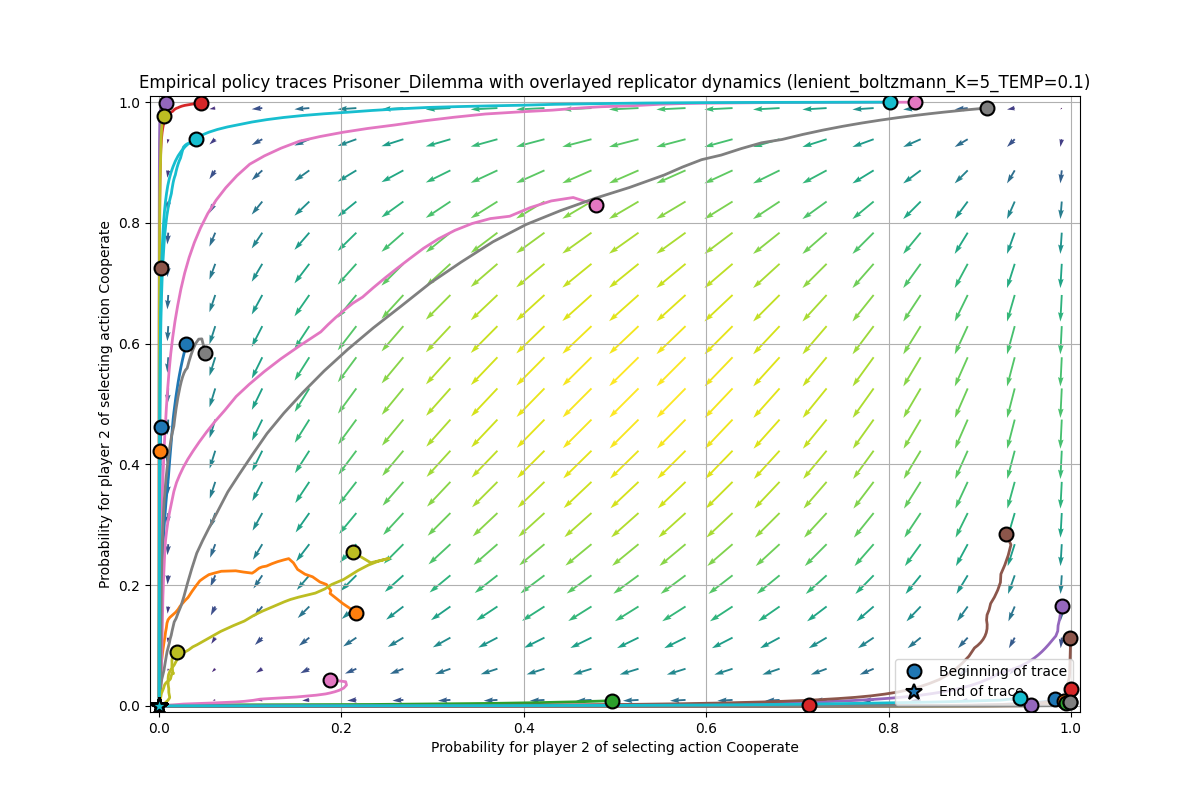 Empirical policy traces Prisoner_Dilemma with overlayed replicator dynamics (lenient_boltzmann_K=5_TEMP=0.1)
Probability for player 2 of selecting action Cooperate
1.0
0.8
0.6
0.4
0.2
0.0
Beginning of trace
End of trace
0.0 0.2 0.4 0.6 0.8 1.0
Probability for player 2 of selecting action Cooperate